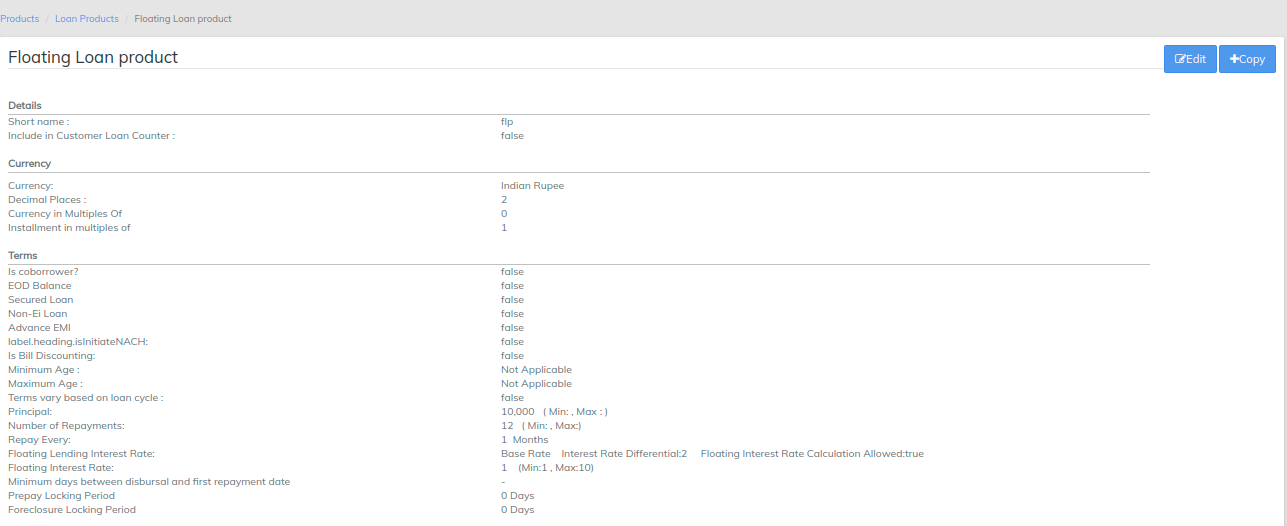 Products / Loan Products / Floating Loan product
Floating Loan product
Edit
Copy
Details
Short name : flp
Include in Customer Loan Counter : false
Currency
Currency: Indian Rupee
Decimal Places : 2
Currency in Multiples Of 0
Installment in multiples of 1
Terms
Is coborrower? false
EOD Balance false
Secured Loan false
Non-Ei Loan false
Advance EMI false
label.heading.isInitiateNACH: false
Is Bill Discounting: false
Minimum Age : Not Applicable
Maximum Age : Not Applicable
Terms vary based on loan cycle : false
Principal: 10,000 ( Min: , Max : )
Number of Repayments: 12 ( Min: , Max:)
Repay Every: 1 Months
Floating Lending Interest Rate: Base Rate Interest Rate Differential:2 Floating Interest Rate Calculation Allowed:true
Floating Interest Rate: 1 (Min:1 , Max:10)
Minimum days between disbursal and first repayment date -
Prepay Locking Period 0 Days
Foreclosure Locking Period 0 Days